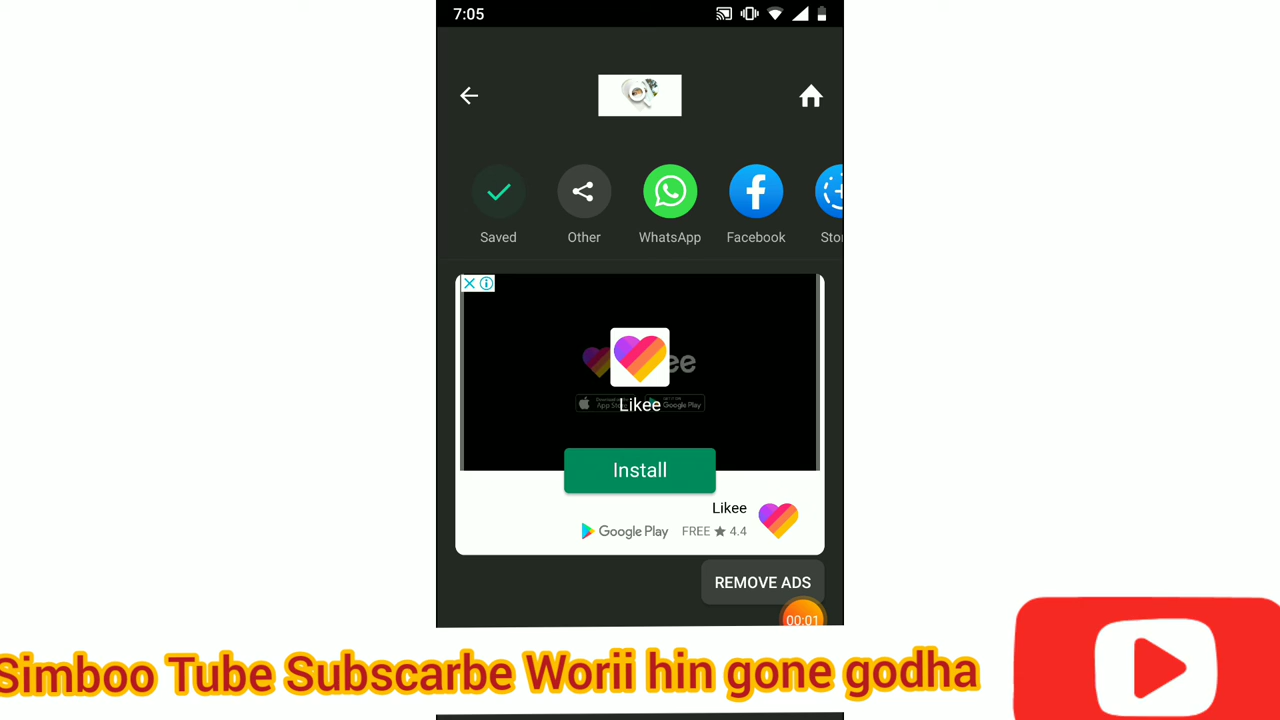 7:05
Saved
Other
WhatsApp
Facebook
Likee
Install
Likee
Google Play FREE ★ 4.4
REMOVE ADS
00:01
Simboo Tube Subscarbe Worii hin gone godha